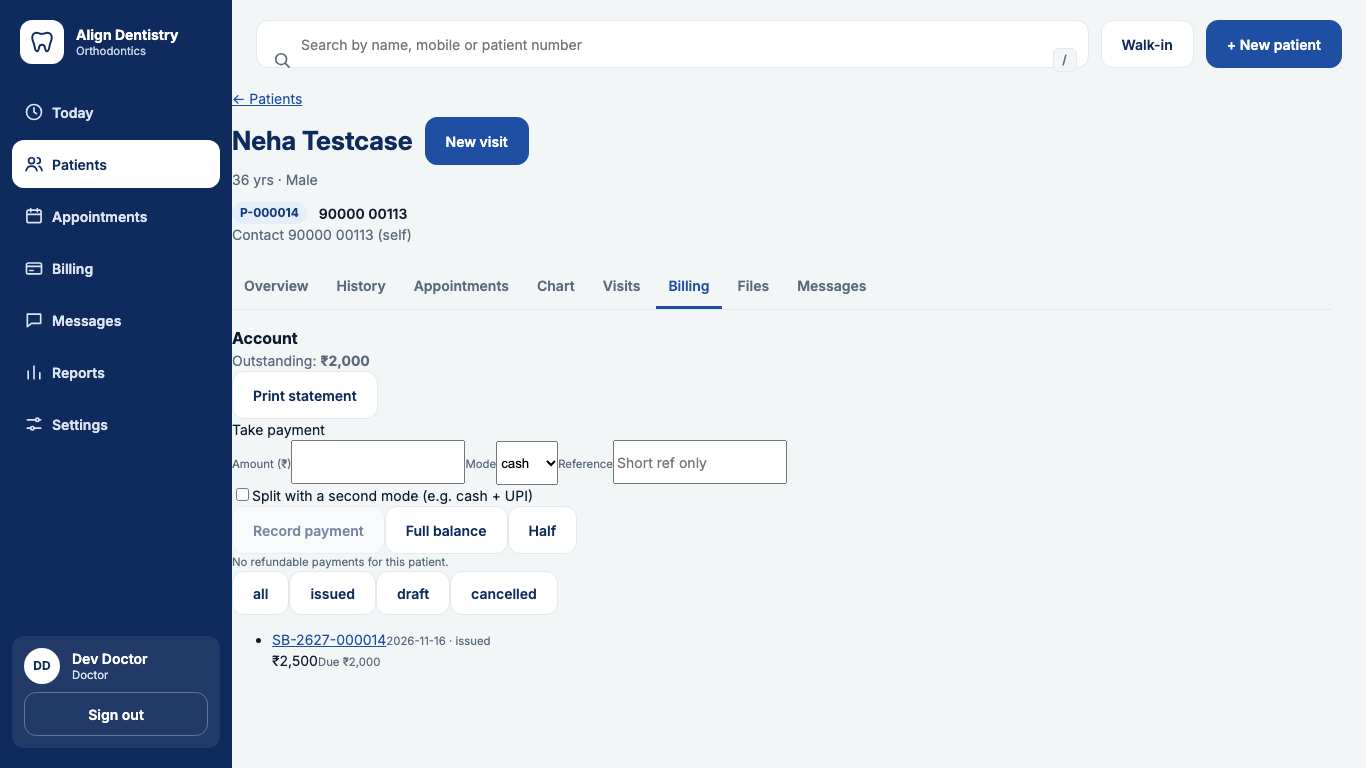 Align Dentistry
Orthodontics
Today
Patients
Appointments
Billing
Messages
Reports
Settings
DD
Dev Doctor
Doctor
Sign out
Search by name, mobile or patient number
/
Walk-in
+ New patient
← Patients
Neha Testcase
New visit
36 yrs · Male
P-000014 90000 00113
Contact 90000 00113 (self)
Overview History Appointments Chart Visits Billing Files Messages
Account
Outstanding: ₹2,000
Print statement
Take payment
Amount (₹) Mode cash Reference Short ref only
Split with a second mode (e.g. cash + UPI)
Record payment Full balance Half
No refundable payments for this patient.
all issued draft cancelled
• SB-2627-000014 2026-11-16 · issued
₹2,500 Due ₹2,000